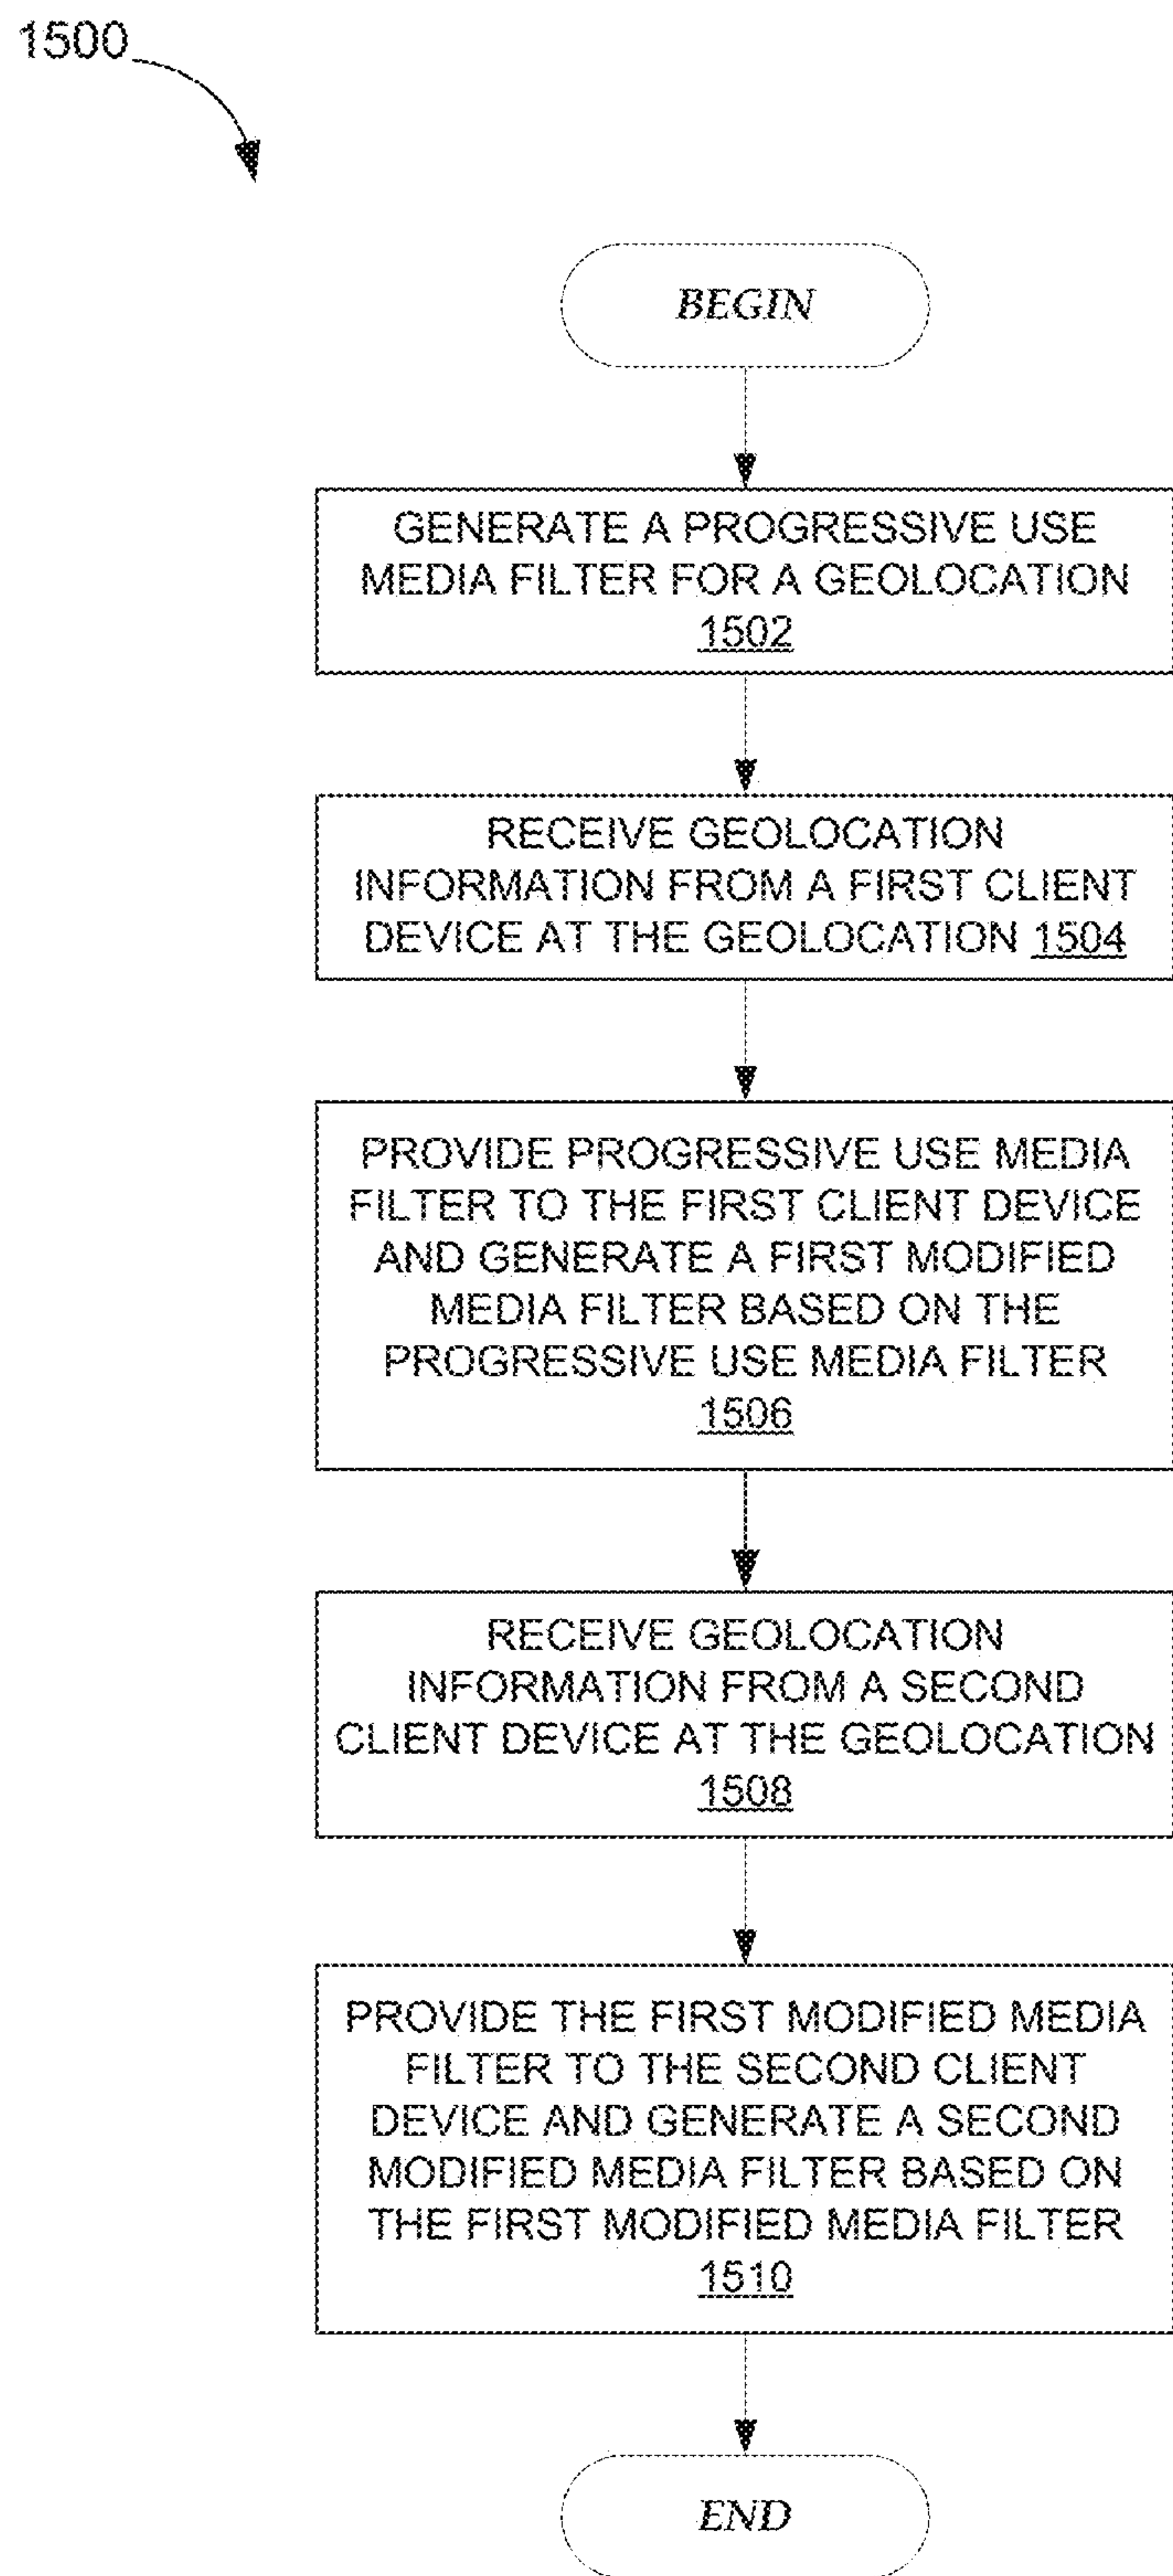 1500
BEGIN
GENERATE A PROGRESSIVE USE
MEDIA FILTER FOR A GEOLOCATION
1502
RECEIVE GEOLOCATION
INFORMATION FROM A FIRST CLIENT
DEVICE AT THE GEOLOCATION 1504
PROVIDE PROGRESSIVE USE MEDIA
FILTER TO THE FIRST CLIENT DEVICE
AND GENERATE A FIRST MODIFIED
MEDIA FILTER BASED ON THE
PROGRESSIVE USE MEDIA FILTER
1506
RECEIVE GEOLOCATION
INFORMATION FROM A SECOND
CLIENT DEVICE AT THE GEOLOCATION
1508
PROVIDE THE FIRST MODIFIED MEDIA
FILTER TO THE SECOND CLIENT
DEVICE AND GENERATE A SECOND
MODIFIED MEDIA FILTER BASED ON
THE FIRST MODIFIED MEDIA FILTER
1510
END